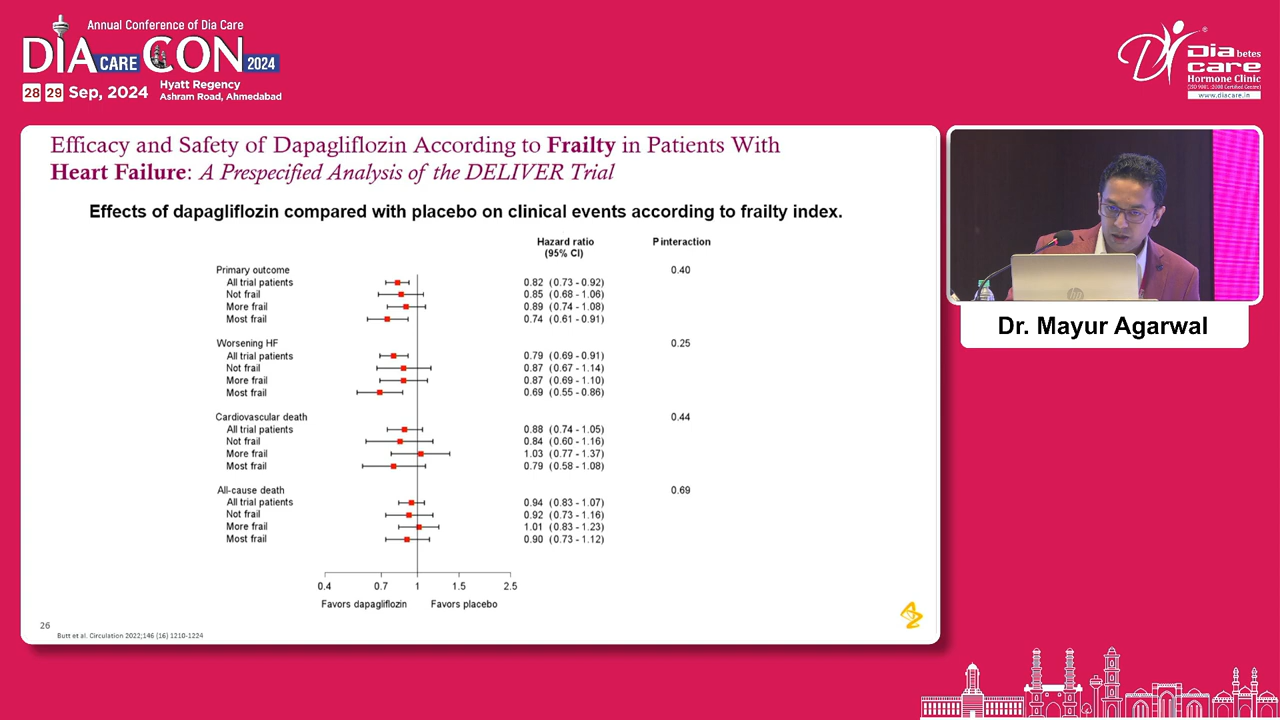 Annual Conference of Dia Care
DIA CARE CON 2024
28 29 Sep, 2024
Hyatt Regency
Ashram Road, Ahmedabad
Diabetes
care
Hormone Clinic
(ISO 9001:2008 Certified Centre)
www.diacare.in
Efficacy and Safety of Dapagliflozin According to Frailty in Patients With
Heart Failure: A Prespecified Analysis of the DELIVER Trial
Effects of dapagliflozin compared with placebo on clinical events according to frailty index.
Hazard ratio P interaction
(95% CI)
Primary outcome 0.40
All trial patients 0.82 (0.73 - 0.92)
Not frail 0.85 (0.68 - 1.06)
More frail 0.89 (0.74 - 1.08)
Most frail 0.74 (0.61 - 0.91)
Worsening HF 0.25
All trial patients 0.79 (0.69 - 0.91)
Not frail 0.87 (0.67 - 1.14)
More frail 0.87 (0.69 - 1.10)
Most frail 0.69 (0.55 - 0.86)
Cardiovascular death 0.44
All trial patients 0.88 (0.74 - 1.05)
Not frail 0.84 (0.60 - 1.16)
More frail 1.03 (0.77 - 1.37)
Most frail 0.79 (0.58 - 1.08)
All-cause death 0.69
All trial patients 0.94 (0.83 - 1.07)
Not frail 0.92 (0.73 - 1.16)
More frail 1.01 (0.83 - 1.23)
Most frail 0.90 (0.73 - 1.12)
0.4 0.7 1 1.5 2.5
Favors dapagliflozin Favors placebo
26
Butt et al. Circulation 2022;146 (16) 1210-1224
hp
Dr. Mayur Agarwal